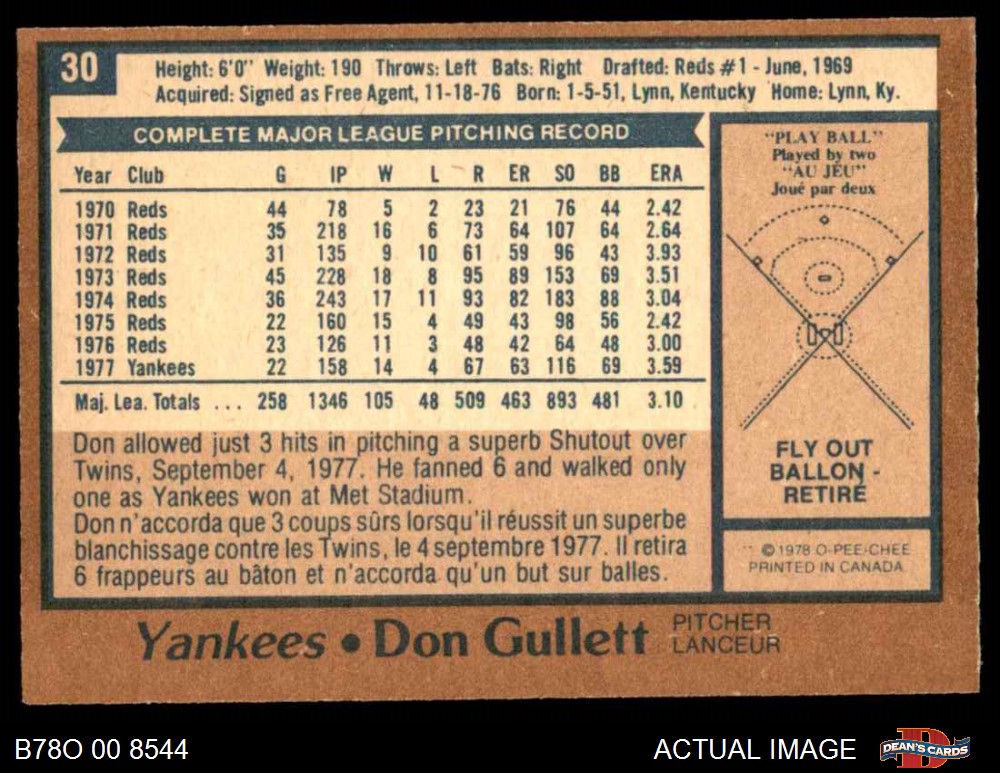 30
Height: 6'0" Weight: 190 Throws: Left Bats: Right Drafted: Reds #1 - June, 1969
Acquired: Signed as Free Agent, 11-18-76 Born: 1-5-51, Lynn, Kentucky Home: Lynn, Ky.
COMPLETE MAJOR LEAGUE PITCHING RECORD
Year Club G IP W L R ER SO BB ERA
1970 Reds 44 78 5 2 23 21 76 44 2.42
1971 Reds 35 218 16 6 73 64 107 64 2.64
1972 Reds 31 135 9 10 61 59 96 43 3.93
1973 Reds 45 228 18 8 95 89 153 69 3.51
1974 Reds 36 243 17 11 93 82 183 88 3.04
1975 Reds 22 160 15 4 49 43 98 56 2.42
1976 Reds 23 126 11 3 48 42 64 48 3.00
1977 Yankees 22 158 14 4 67 63 116 69 3.59
Maj. Lea. Totals ... 258 1346 105 48 509 463 893 481 3.10
Don allowed just 3 hits in pitching a superb Shutout over
Twins, September 4, 1977. He fanned 6 and walked only
one as Yankees won at Met Stadium.
Don n'accorda que 3 coups sûrs lorsqu'il réussit un superbe
blanchissage contre les Twins, le 4 septembre 1977. Il retira
6 frappeurs au bâton et n'accorda qu'un but sur balles.
"PLAY BALL"
Played by two
"AU JEU"
Joué par deux
FLY OUT
BALLON -
RETIRÉ
© 1978 O-PEE-CHEE
PRINTED IN CANADA
Yankees • Don Gullett PITCHER
LANCEUR
B78O 00 8544 ACTUAL IMAGE DEAN'S CARDS